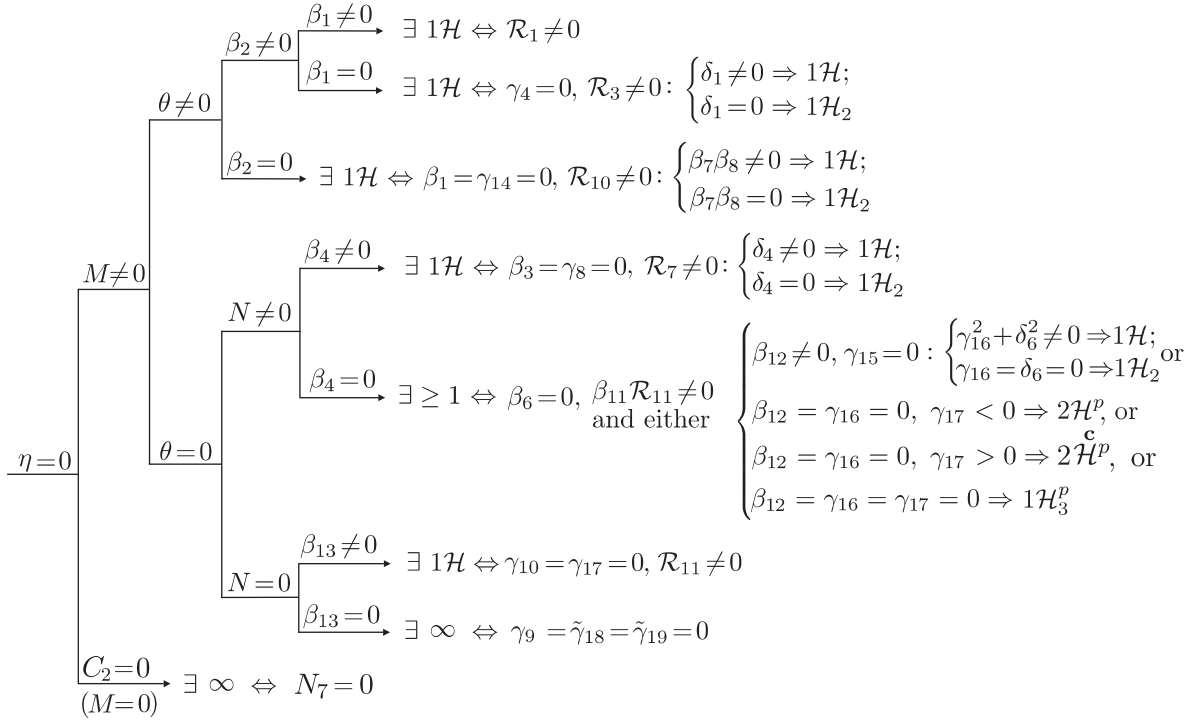 β₁≠0
∃ 1ℋ ⇔ ℛ₁≠0
β₂≠0
β₁=0
∃ 1ℋ ⇔ γ₄=0, ℛ₃≠0: { δ₁≠0 ⇒ 1ℋ;
δ₁=0 ⇒ 1ℋ₂
θ≠0
β₂=0
∃ 1ℋ ⇔ β₁=γ₁₄=0, ℛ₁₀≠0: { β₇β₈≠0 ⇒ 1ℋ;
β₇β₈=0 ⇒ 1ℋ₂
M≠0
β₄≠0
∃ 1ℋ ⇔ β₃=γ₈=0, ℛ₇≠0: { δ₄≠0 ⇒ 1ℋ;
δ₄=0 ⇒ 1ℋ₂
N≠0
β₄=0
∃ ≥ 1 ⇔ β₆=0, β₁₁ℛ₁₁≠0
and either
β₁₂≠0, γ₁₅=0 : { γ₁₆²+δ₆²≠0 ⇒1ℋ;
γ₁₆=δ₆=0 ⇒1ℋ₂ or
β₁₂ = γ₁₆ = 0, γ₁₇ < 0 ⇒ 2ℋᵖ, or
β₁₂ = γ₁₆ = 0, γ₁₇ > 0 ⇒ 2ℋͨᵖ, or
β₁₂ = γ₁₆ = γ₁₇ = 0 ⇒ 1ℋ₃ᵖ
η=0
θ=0
β₁₃≠0
∃ 1ℋ ⇔ γ₁₀=γ₁₇=0, ℛ₁₁≠0
N=0
β₁₃=0
∃ ∞ ⇔ γ₉ =γ̃₁₈=γ̃₁₉=0
C₂=0
(M=0)
∃ ∞ ⇔ N₇=0